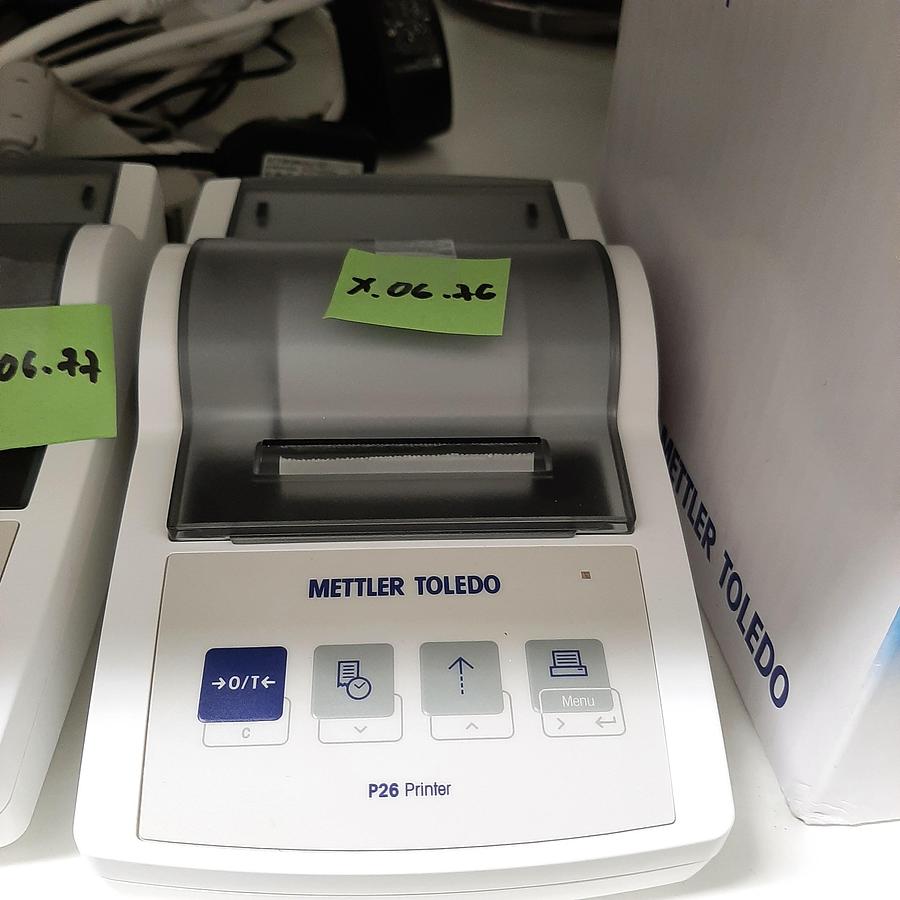 X.06.76
06.77
METTLER TOLEDO
→0/T←
C
Menu
P26 Printer
METTLER TOLEDO